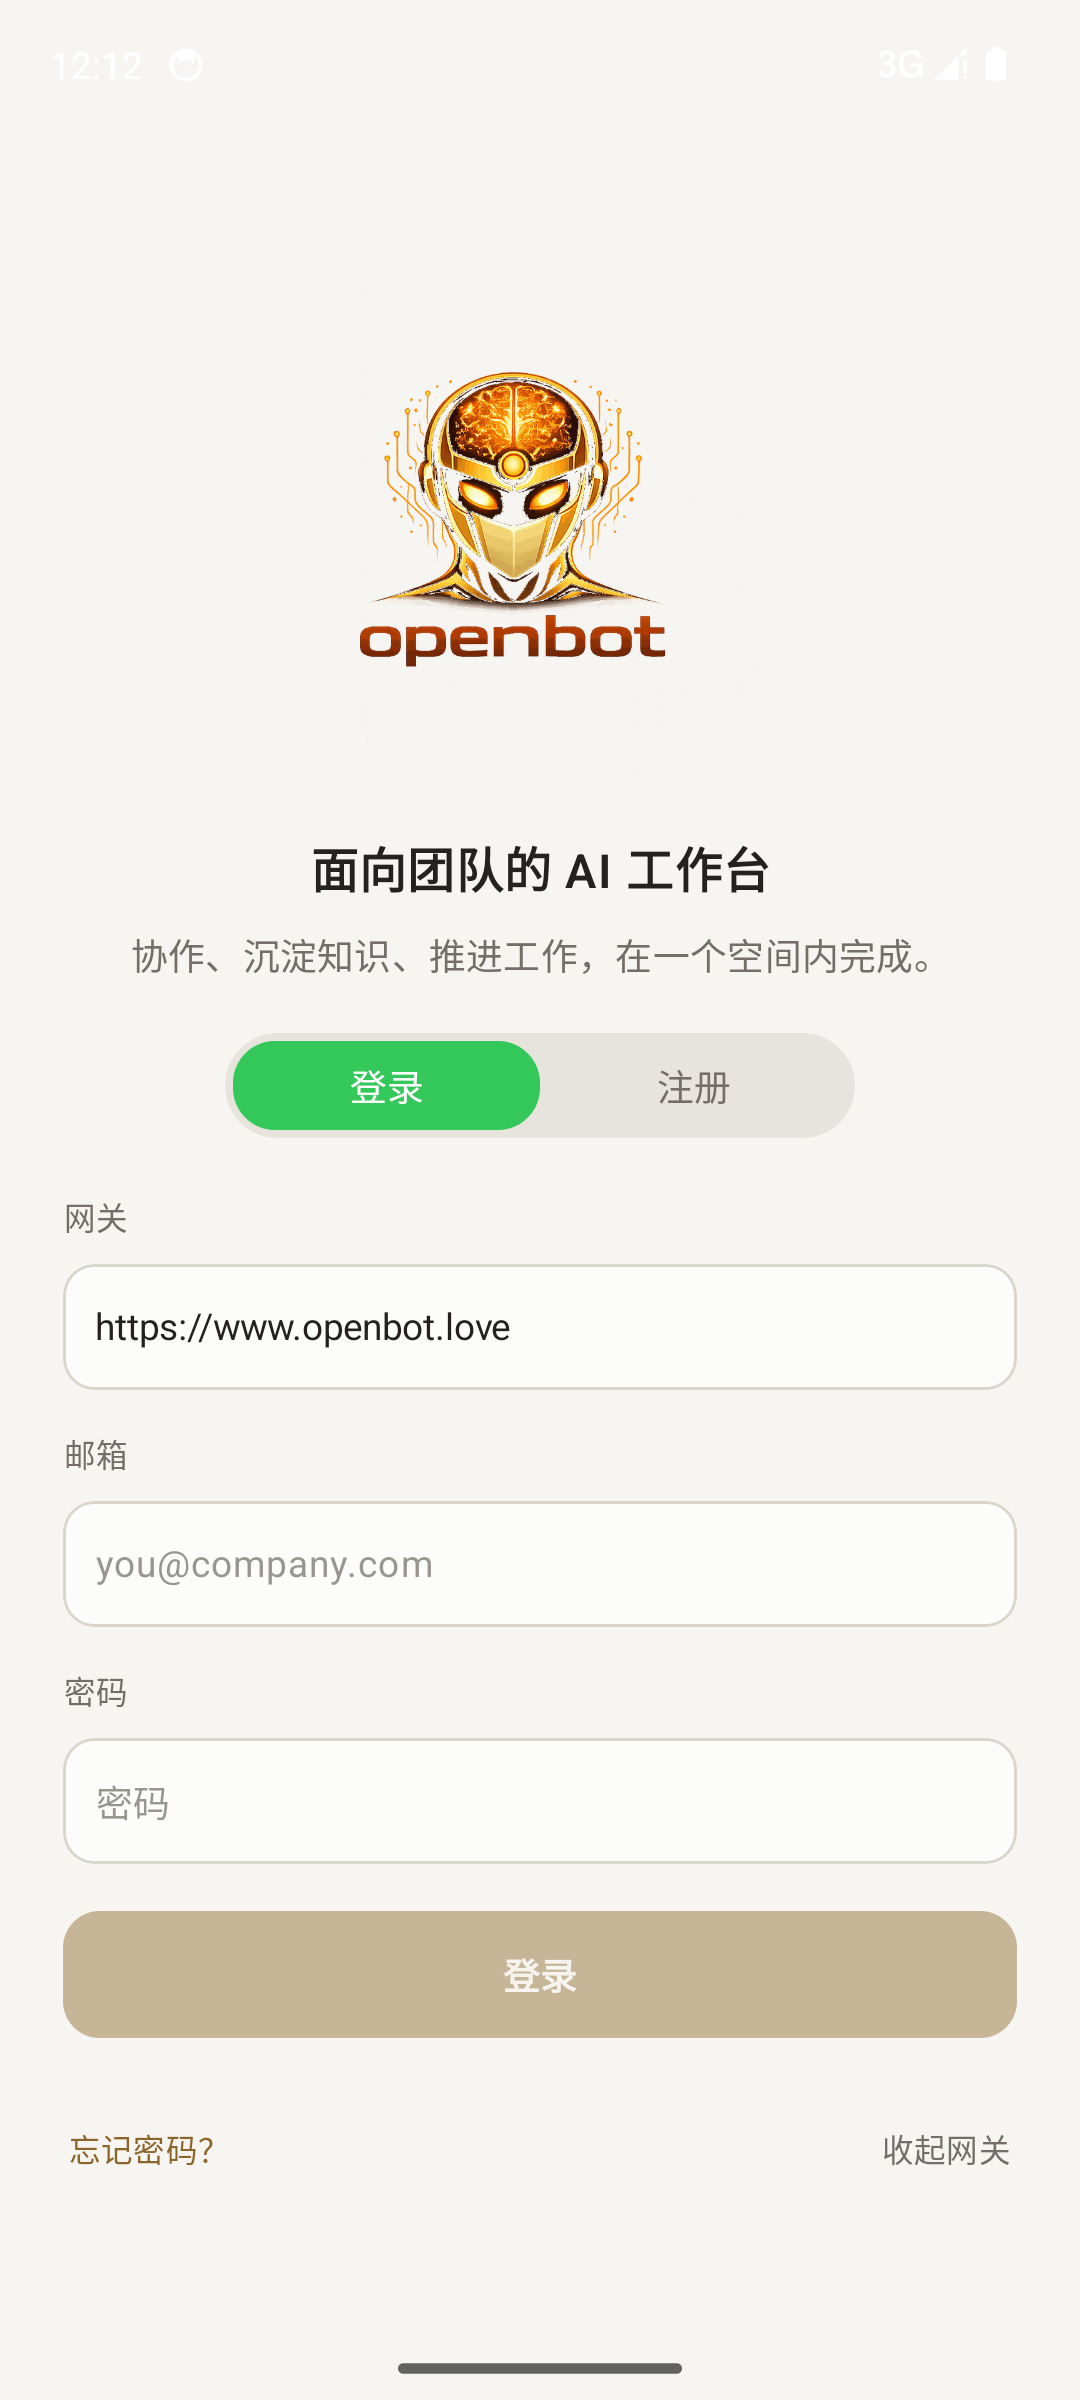 12:12
3G
openbot
面向团队的 AI 工作台
协作、沉淀知识、推进工作，在一个空间内完成。
登录 注册
网关
https://www.openbot.love
邮箱
you@company.com
密码
密码
登录
忘记密码？ 收起网关